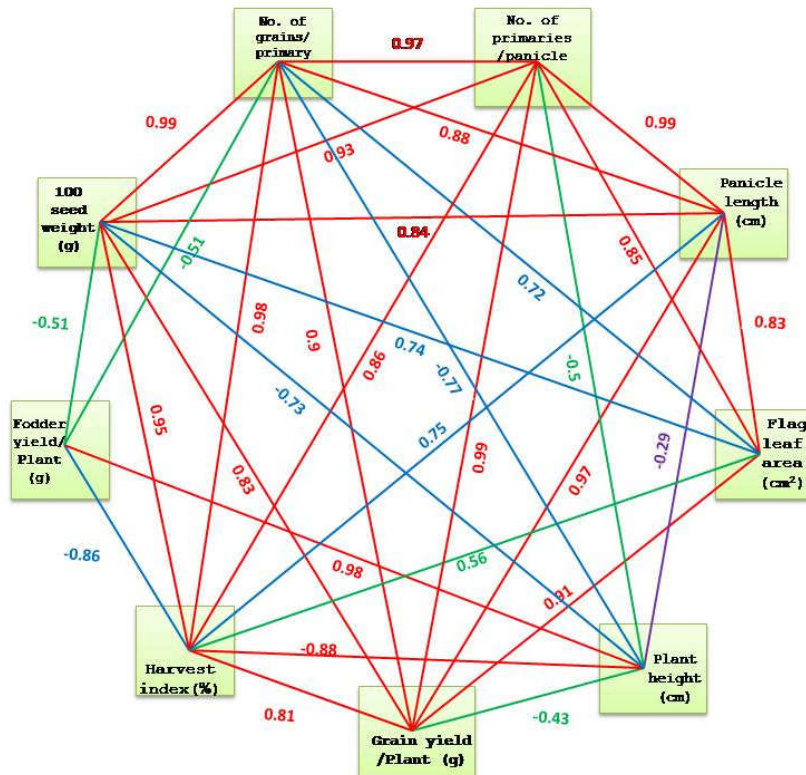 No. of
grains/
primary
No. of
primaries
/panicle
0.97
0.99
0.93
0.88
0.99
100
seed
weight
(g)
Panicle
length
(cm)
0.84
-0.51
0.85
0.72
-0.51
0.98
0.9
0.86
0.74
-0.77
-0.5
0.83
Fodder
yield/
Plant
(g)
0.95
-0.73
0.75
0.99
0.97
-0.29
Flag
leaf
area
(cm²)
0.83
-0.86
0.98
0.56
0.91
Harvest
index(%)
-0.88
Plant
height
(cm)
0.81
Grain yield
/Plant (g)
-0.43